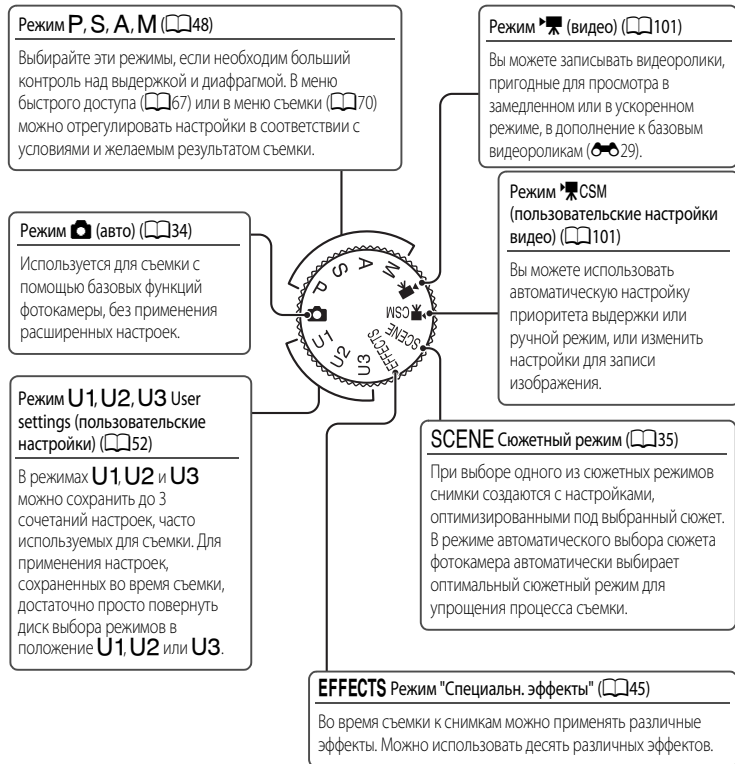 Режим P, S, A, M (48)
Выбирайте эти режимы, если необходим больший
контроль над выдержкой и диафрагмой. В меню
быстрого доступа (67) или в меню съемки (70)
можно отрегулировать настройки в соответствии с
условиями и желаемым результатом съемки.
Режим (видео) (101)
Вы можете записывать видеоролики,
пригодные для просмотра в
замедленном или в ускоренном
режиме, в дополнение к базовым
видеороликам (29).
Режим CSM
(пользовательские настройки
видео) (101)
Вы можете использовать
автоматическую настройку
приоритета выдержки или
ручной режим, или изменить
настройки для записи
изображения.
Режим (авто) (34)
Используется для съемки с
помощью базовых функций
фотокамеры, без применения
расширенных настроек.
P
S
A
M
CSM
SCENE
EFFECTS
U3
U2
U1
Режим U1, U2, U3 User
settings (пользовательские
настройки) (52)
В режимах U1, U2 и U3
можно сохранить до 3
сочетаний настроек, часто
используемых для съемки. Для
применения настроек,
сохраненных во время съемки,
достаточно просто повернуть
диск выбора режимов в
положение U1, U2 или U3.
SCENE Сюжетный режим (35)
При выборе одного из сюжетных режимов
снимки создаются с настройками,
оптимизированными под выбранный сюжет.
В режиме автоматического выбора сюжета
фотокамера автоматически выбирает
оптимальный сюжетный режим для
упрощения процесса съемки.
EFFECTS Режим "Специальн. эффекты" (45)
Во время съемки к снимкам можно применять различные
эффекты. Можно использовать десять различных эффектов.